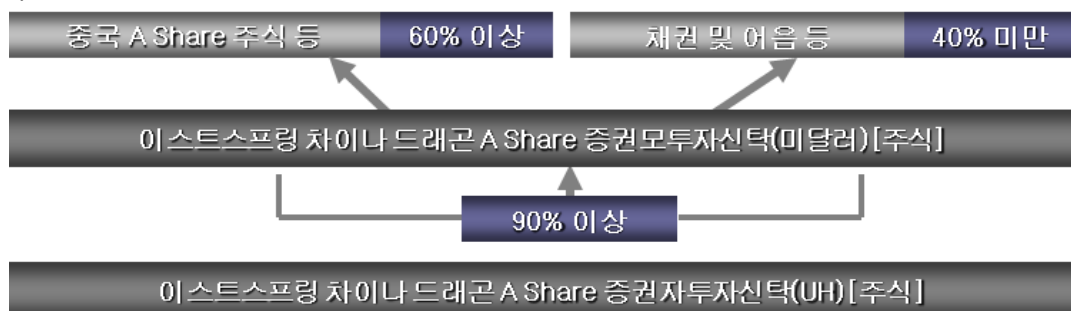 중국 A Share 주식 등 60% 이상 채권 및 어음 등 40% 미만
이스트스프링 차이나 드래곤 A Share 증권모투자신탁(미달러)[주식]
90% 이상
이스트스프링 차이나 드래곤 A Share 증권자투자신탁(UH)[주식]